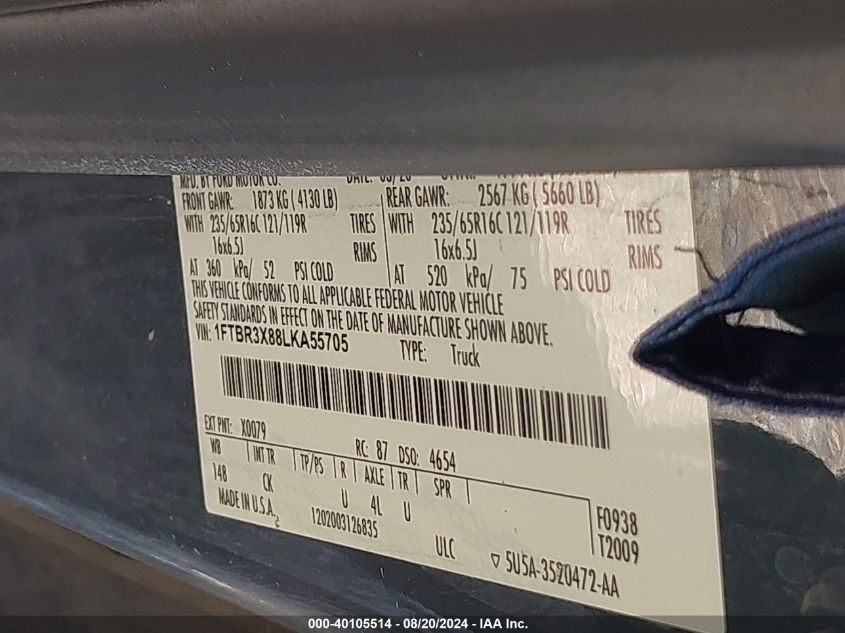 MFD. BY FORD MOTOR CO.
FRONT GAWR: 1873 KG (4130 LB) REAR GAWR: 2567 KG (5660 LB)
WITH 235/65R16C 121/119R TIRES WITH 235/65R16C 121/119R TIRES
16x6.5J RIMS 16x6.5J RIMS
AT 360 kPa/ 52 PSI COLD AT 520 kPa/ 75 PSI COLD
THIS VEHICLE CONFORMS TO ALL APPLICABLE FEDERAL MOTOR VEHICLE
SAFETY STANDARDS IN EFFECT ON THE DATE OF MANUFACTURE SHOWN ABOVE.
VIN: 1FTBR3X88LKA55705 TYPE: Truck
EXT PNT: X0079 RC: 87 DSO: 4654
WB INT TR TP/PS R AXLE TR SPR
148 CK U 4L U F0938
MADE IN U.S.A. 1202003126835 ULC T2009
5U5A-3520472-AA
000-40105514 - 08/20/2024 - IAA Inc.